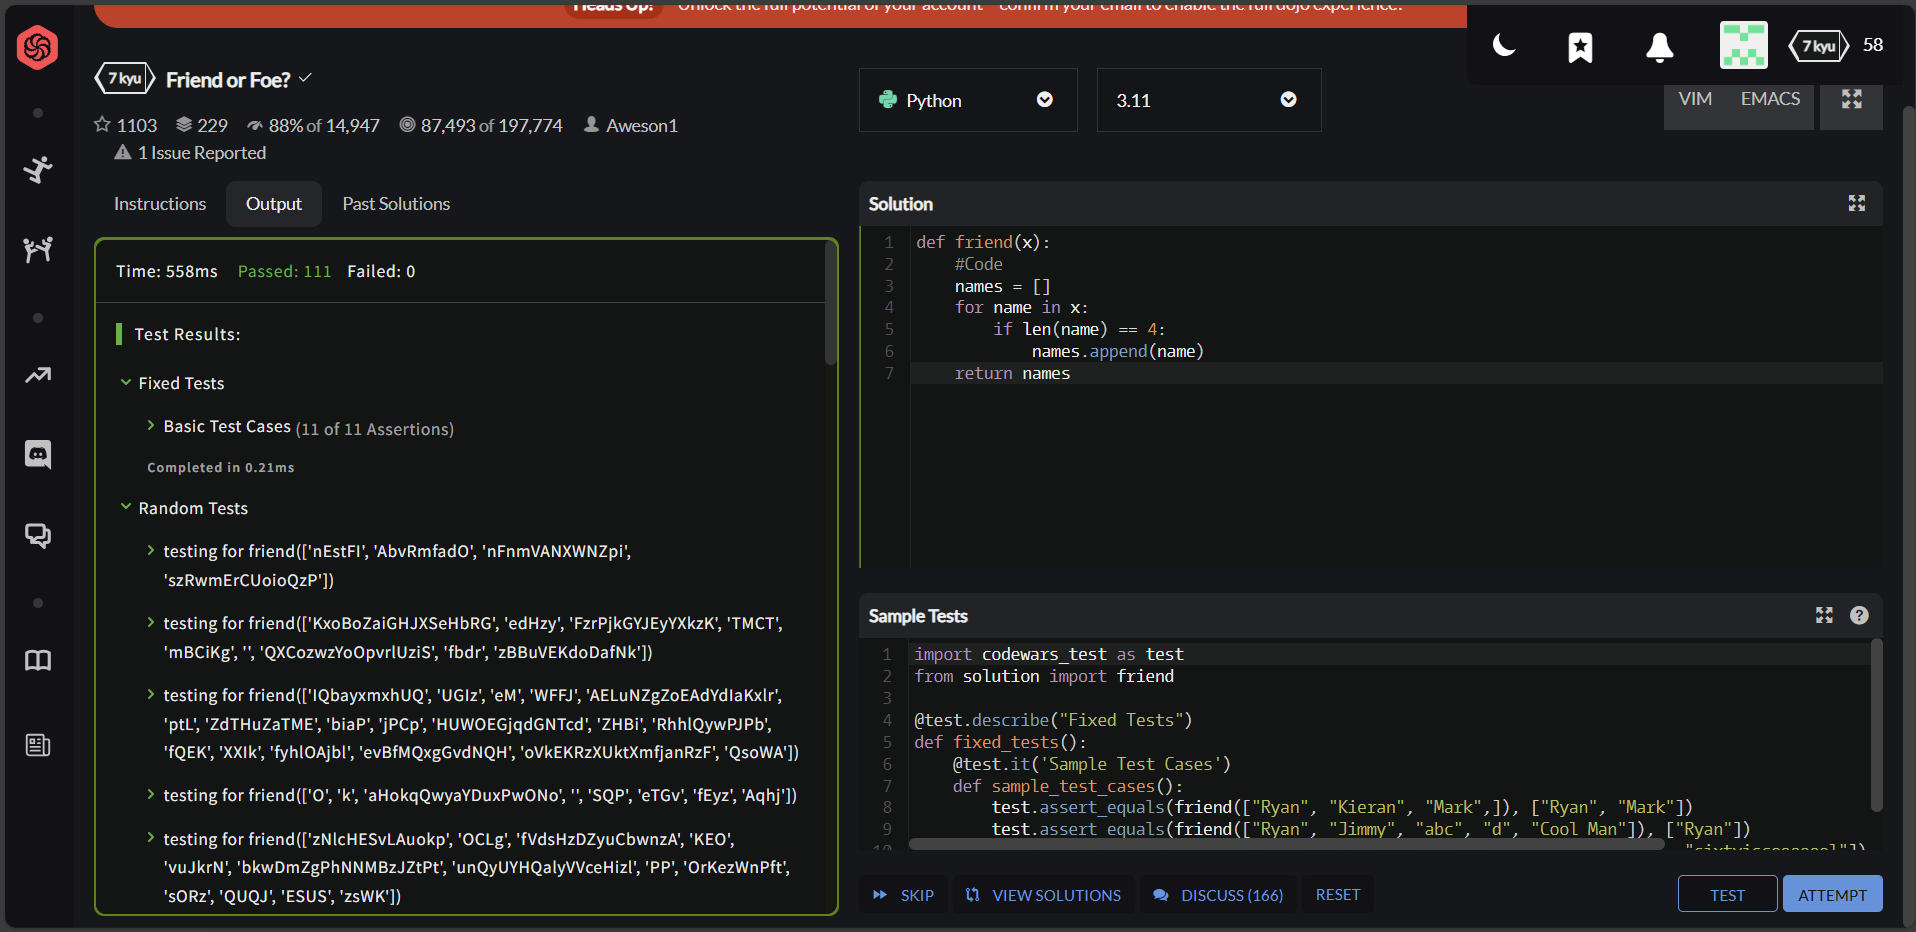 Heads Up! Unlock the full potential of your account - confirm your email to enable the full dojo experience.
7 kyu 58
7 kyu Friend or Foe?
Python
3.11
VIM EMACS
1103 229 88% of 14,947 87,493 of 197,774 Aweson1
1 Issue Reported
Instructions Output Past Solutions
Time: 558ms Passed: 111 Failed: 0
Test Results:
Fixed Tests
Basic Test Cases (11 of 11 Assertions)
Completed in 0.21ms
Random Tests
testing for friend(['nEstFI', 'AbvRmfadO', 'nFnmVANXWNZpi',
'szRwmErCUoioQzP'])
testing for friend(['KxoBoZaiGHJXSeHbRG', 'edHzy', 'FzrPjkGYJEyYXkzK', 'TMCT',
'mBCiKg', '', 'QXCozwzYoOpvrlUziS', 'fbdr', 'zBBuVEKdoDafNk'])
testing for friend(['IQbayxmxhUQ', 'UGIz', 'eM', 'WFFJ', 'AELuNZgZoEAdYdIaKxlr',
'ptL', 'ZdTHuZaTME', 'biaP', 'jPCp', 'HUWOEGjqdGNTcd', 'ZHBi', 'RhhlQywPJPb',
'fQEK', 'XXIk', 'fyhlOAjbl', 'evBfMQxgGvdNQH', 'oVkEKRzXUktXmfjanRzF', 'QsoWA'])
testing for friend(['O', 'k', 'aHokqQwyaYDuxPwONo', '', 'SQP', 'eTGv', 'fEyz', 'Aqhj'])
testing for friend(['zNlcHESvLAuokp', 'OCLg', 'fVdsHzDZyuCbwnzA', 'KEO',
'vuJkrN', 'bkwDmZgPhNNMBzJZtPt', 'unQyUYHQalyVVceHizl', 'PP', 'OrKezWnPft',
'sORz', 'QUQJ', 'ESUS', 'zsWK'])
Solution
1 def friend(x):
2 #Code
3 names = []
4 for name in x:
5 if len(name) == 4:
6 names.append(name)
7 return names
Sample Tests
1 import codewars_test as test
2 from solution import friend
3
4 @test.describe("Fixed Tests")
5 def fixed_tests():
6 @test.it('Sample Test Cases')
7 def sample_test_cases():
8 test.assert_equals(friend(["Ryan", "Kieran", "Mark",]), ["Ryan", "Mark"])
9 test.assert_equals(friend(["Ryan", "Jimmy", "abc", "d", "Cool Man"]), ["Ryan"])
10
SKIP VIEW SOLUTIONS DISCUSS (166) RESET
TEST ATTEMPT